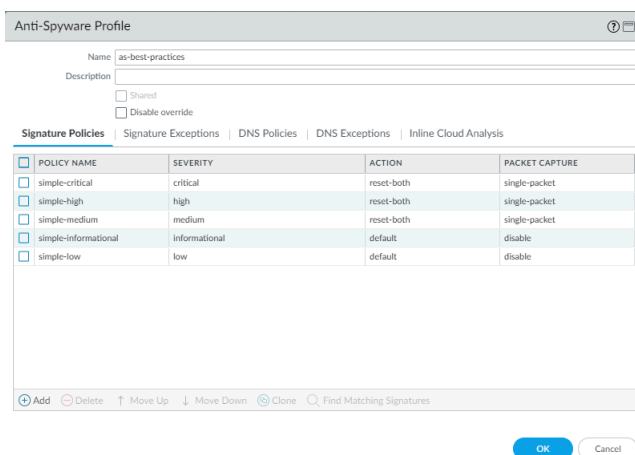 Anti-Spyware Profile
Name as-best-practices
Description
Shared
Disable override
Signature Policies | Signature Exceptions | DNS Policies | DNS Exceptions | Inline Cloud Analysis
POLICY NAME SEVERITY ACTION PACKET CAPTURE
simple-critical critical reset-both single-packet
simple-high high reset-both single-packet
simple-medium medium reset-both single-packet
simple-informational informational default disable
simple-low low default disable
Add Delete Move Up Move Down Clone Find Matching Signatures
OK Cancel